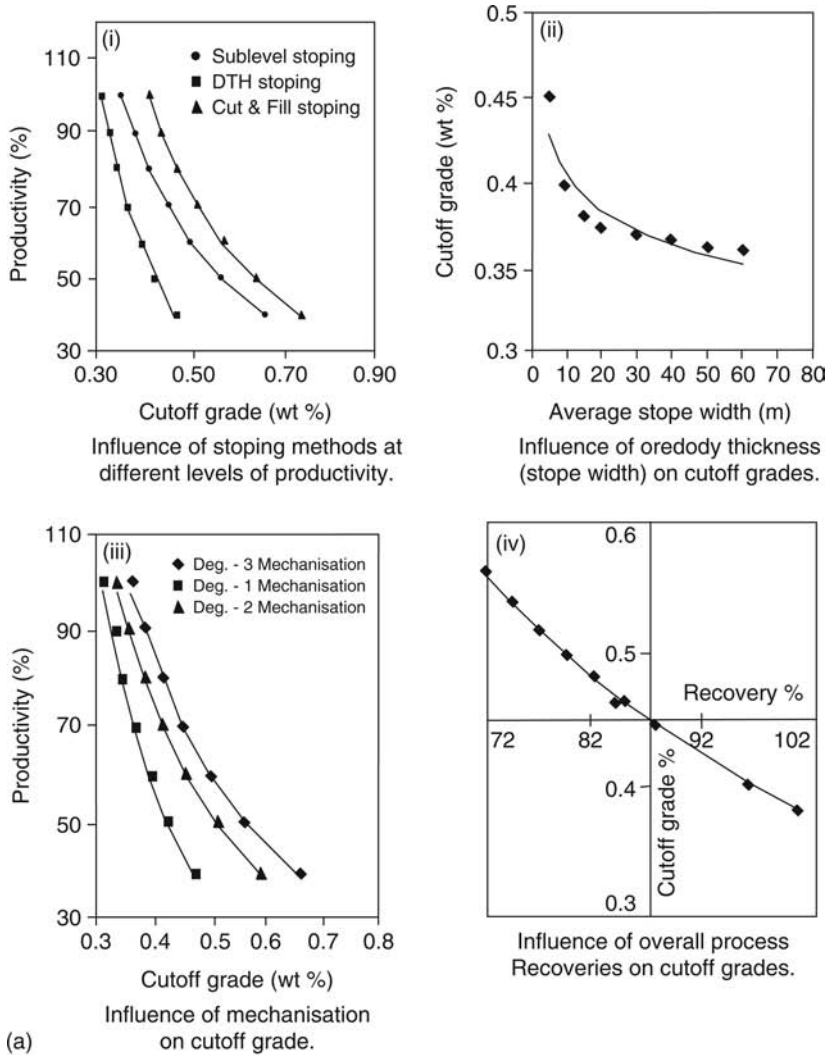 (i)
Sublevel stoping
DTH stoping
Cut & Fill stoping
Productivity (%)
110
90
70
50
30
0.30 0.50 0.70 0.90
Cutoff grade (wt %)
Influence of stoping methods at
different levels of productivity.
(ii)
Cutoff grade (wt %)
0.5
0.45
0.4
0.35
0.3
0 10 20 30 40 50 60 70 80
Average stope width (m)
Influence of oredody thickness
(stope width) on cutoff grades.
(iii)
Deg. - 3 Mechanisation
Deg. - 1 Mechanisation
Deg. - 2 Mechanisation
Productivity (%)
110
90
70
50
30
0.3 0.4 0.5 0.6 0.7 0.8
Cutoff grade (wt %)
Influence of mechanisation
on cutoff grade.
(iv)
0.6
0.5
Recovery %
72 82 92 102
0.4
Cutoff grade %
0.3
Influence of overall process
Recoveries on cutoff grades.
(a)